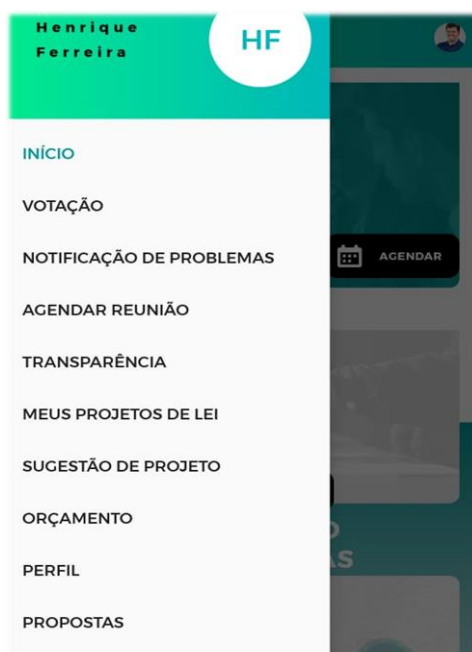 Henrique
Ferreira
HF
INÍCIO
VOTAÇÃO
NOTIFICAÇÃO DE PROBLEMAS
AGENDAR
AGENDAR REUNIÃO
TRANSPARÊNCIA
MEUS PROJETOS DE LEI
SUGESTÃO DE PROJETO
ORÇAMENTO
PERFIL
PROPOSTAS